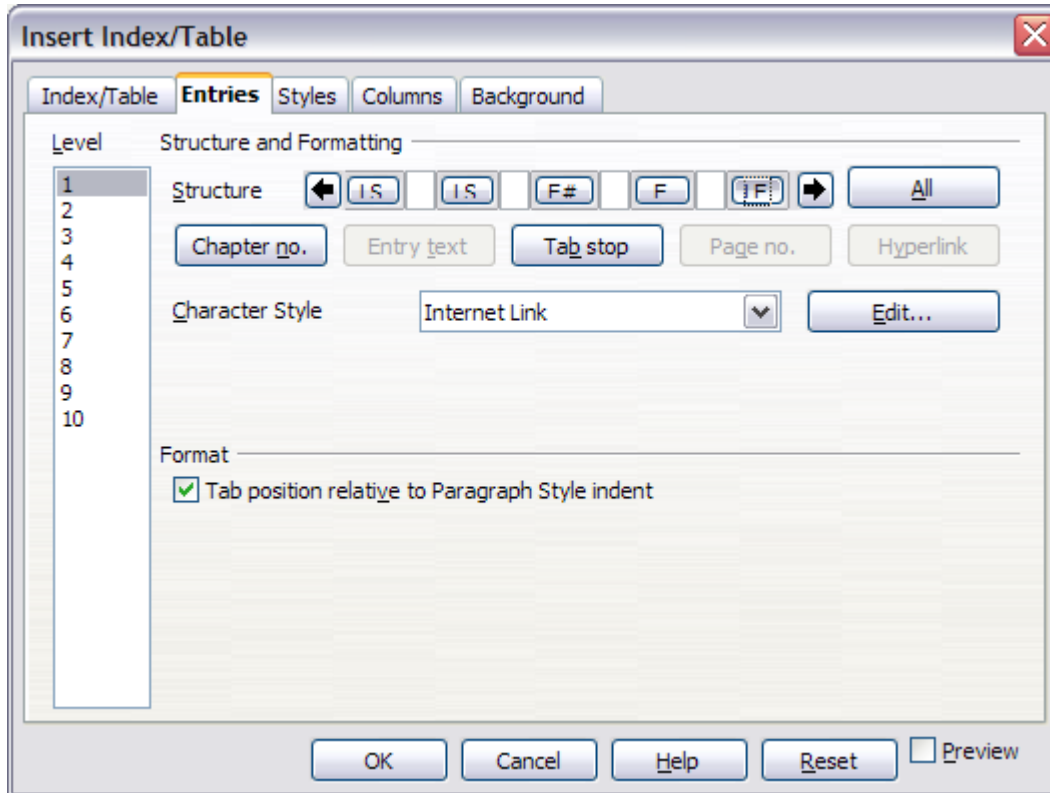 Insert Index/Table
Index/Table Entries Styles Columns Background
Level Structure and Formatting
1
2
3
4
5
6
7
8
9
10
Structure LS LS E# E LE All
Chapter no. Entry text Tab stop Page no. Hyperlink
Character Style Internet Link Edit...
Format
Tab position relative to Paragraph Style indent
OK Cancel Help Reset Preview